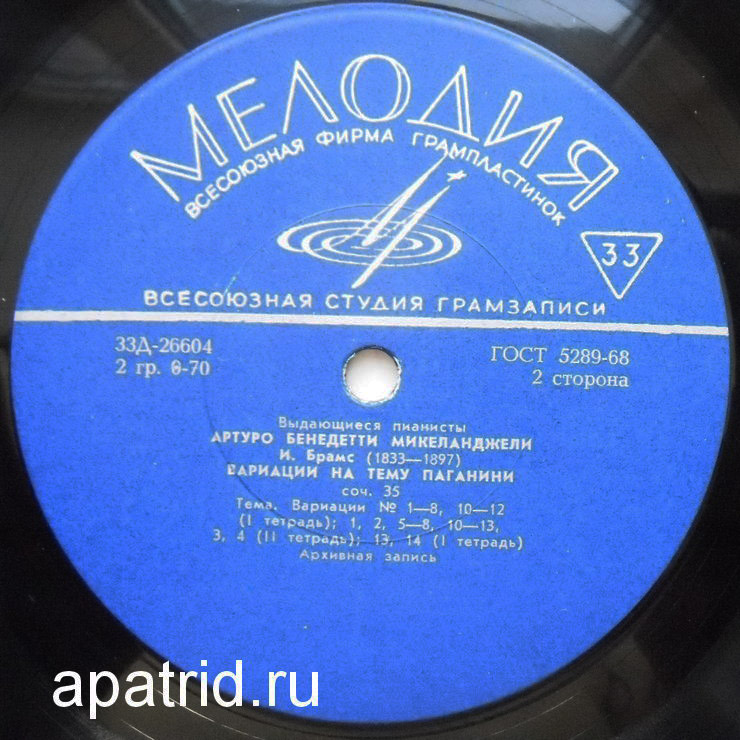 МЕЛОДИЯ
ВСЕСОЮЗНАЯ ФИРМА ГРАМПЛАСТИНОК
33
ВСЕСОЮЗНАЯ СТУДИЯ ГРАМЗАПИСИ
33Д-26604
2 гр. 0-70
ГОСТ 5289-68
2 сторона
Выдающиеся пианисты
АРТУРО БЕНЕДЕТТИ МИКЕЛАНДЖЕЛИ
И. Брамс (1833—1897)
ВАРИАЦИИ НА ТЕМУ ПАГАНИНИ
соч. 35
Тема. Вариации № 1—8, 10—12
(I тетрадь); 1, 2, 5—8, 10—13,
3, 4 (II тетрадь); 13, 14 (I тетрадь)
Архивная запись
apatrid.ru